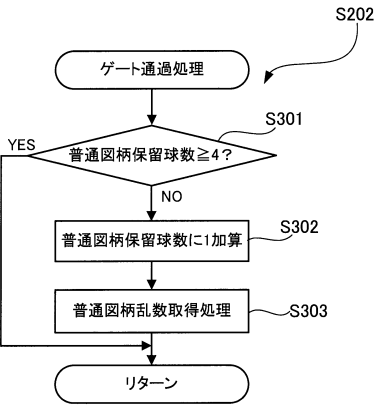 S202
ゲート通過処理
S301
YES
普通図柄保留球数≧4?
NO
S302
普通図柄保留球数に1加算
普通図柄乱数取得処理
S303
リターン